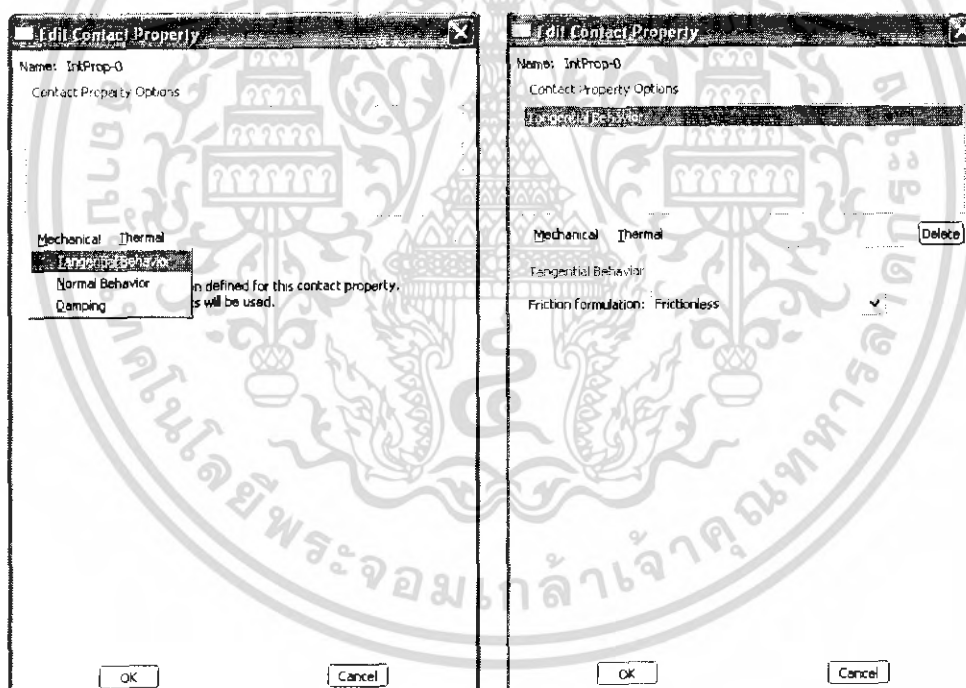 Edit Contact Property
Name: IntProp-0
Contact Property Options
Mechanical Thermal
Tangential Behavior
Normal Behavior
Damping
n defined for this contact property.
ts will be used.
OK Cancel
Edit Contact Property
Name: IntProp-0
Contact Property Options
Tangential Behavior
Mechanical Thermal
Delete
Tangential Behavior
Friction formulation: Frictionless
OK Cancel